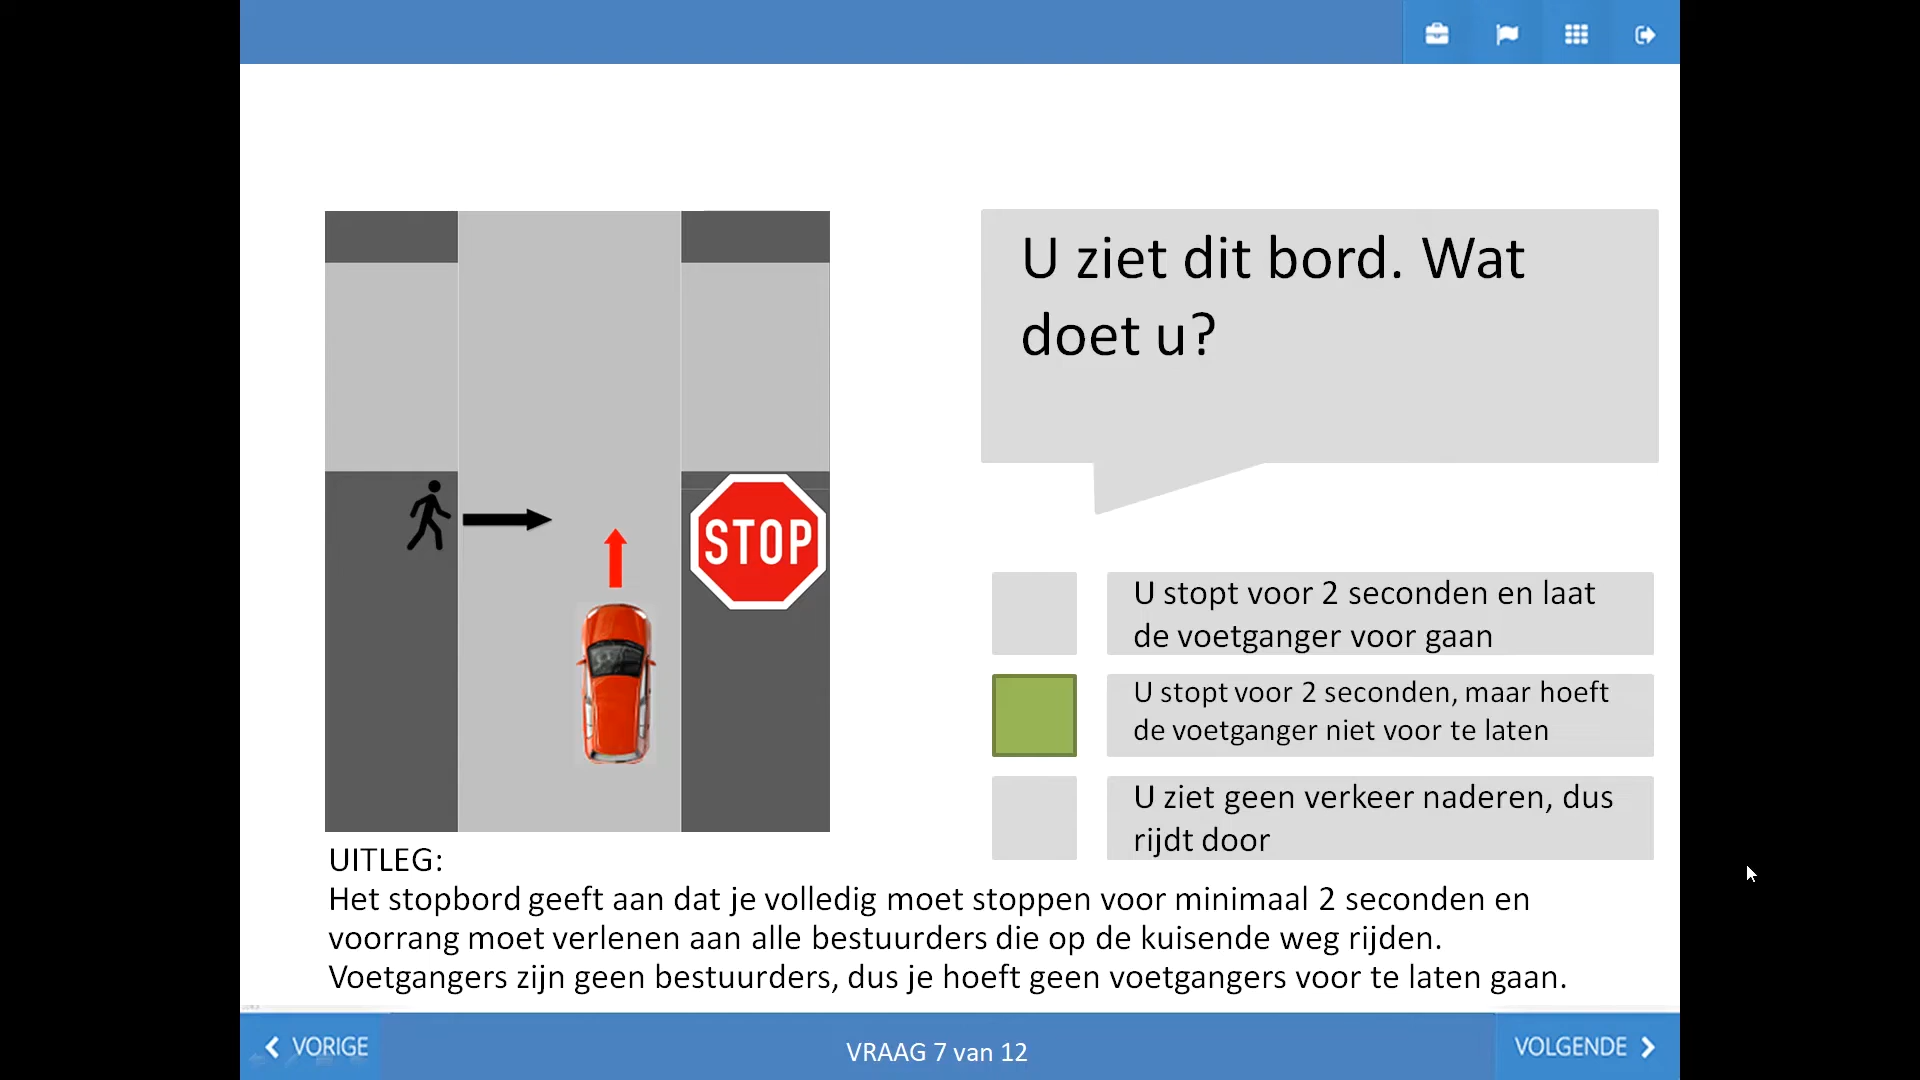 U ziet dit bord. Wat
doet u?
STOP
U stopt voor 2 seconden en laat
de voetganger voor gaan
U stopt voor 2 seconden, maar hoeft
de voetganger niet voor te laten
U ziet geen verkeer naderen, dus
rijdt door
UITLEG:
Het stopbord geeft aan dat je volledig moet stoppen voor minimaal 2 seconden en
voorrang moet verlenen aan alle bestuurders die op de kuisende weg rijden.
Voetgangers zijn geen bestuurders, dus je hoeft geen voetgangers voor te laten gaan.
VORIGE
VRAAG 7 van 12
VOLGENDE